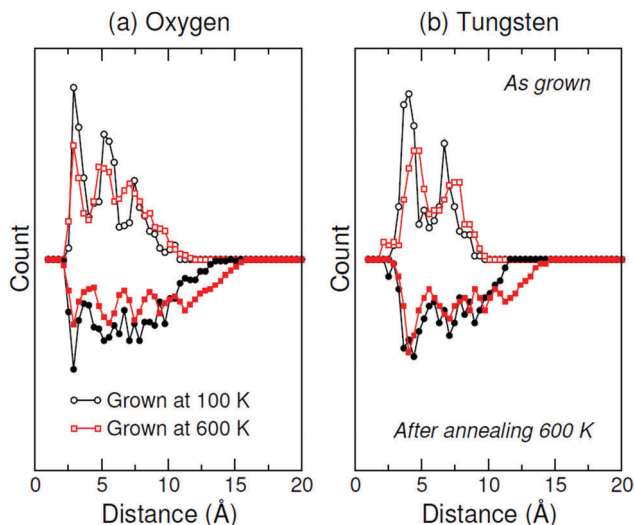 (a) Oxygen
(b) Tungsten
As grown
Count
Count
Grown at 100 K
Grown at 600 K
After annealing 600 K
0 5 10 15 20
0 5 10 15 20
Distance (Å)
Distance (Å)